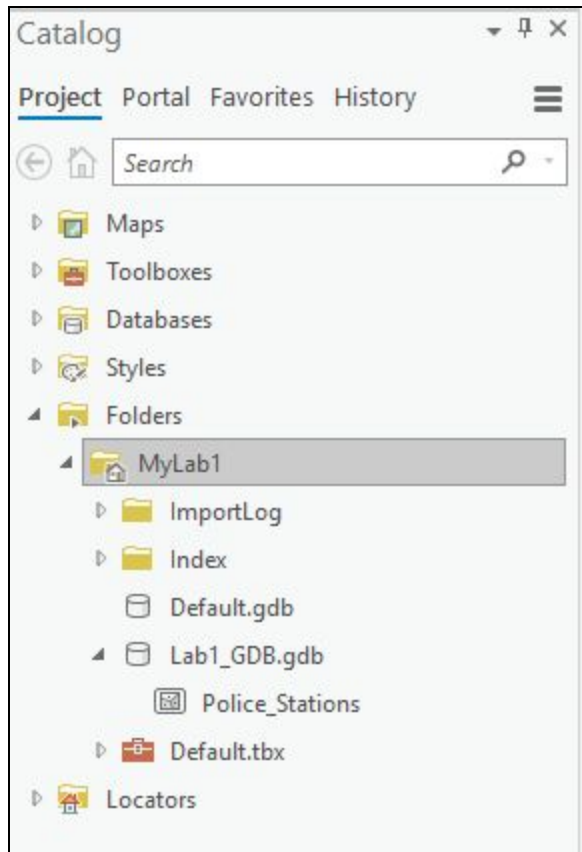 Catalog
Project Portal Favorites History
Search
Maps
Toolboxes
Databases
Styles
Folders
MyLab1
ImportLog
Index
Default.gdb
Lab1_GDB.gdb
Police_Stations
Default.tbx
Locators